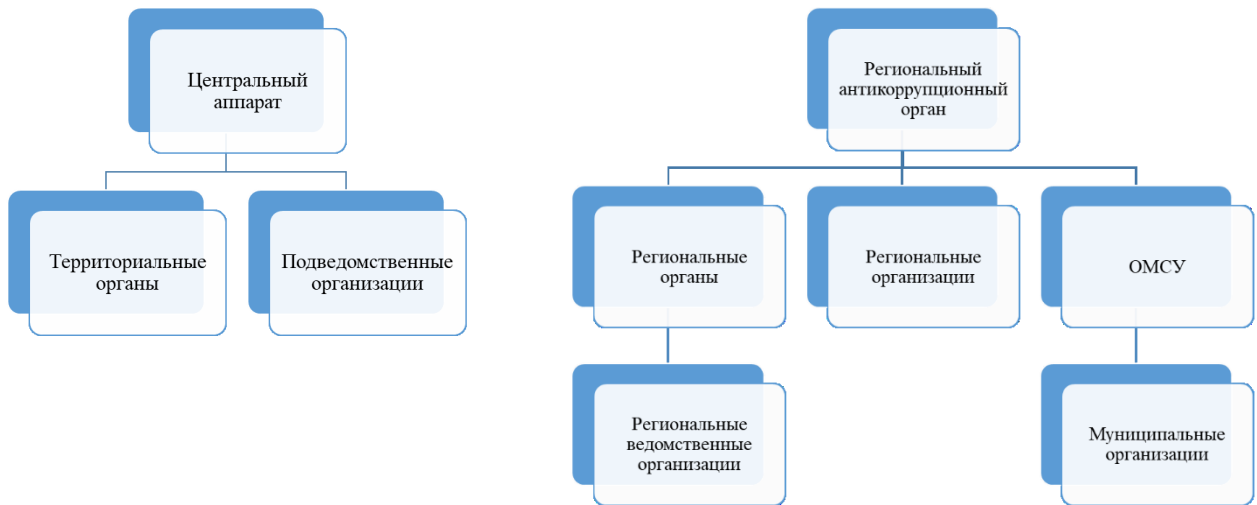 Центральный
аппарат
Территориальные
органы
Подведомственные
организации
Региональный
антикоррупционный
орган
Региональные
органы
Региональные
организации
ОМСУ
Региональные
ведомственные
организации
Муниципальные
организации